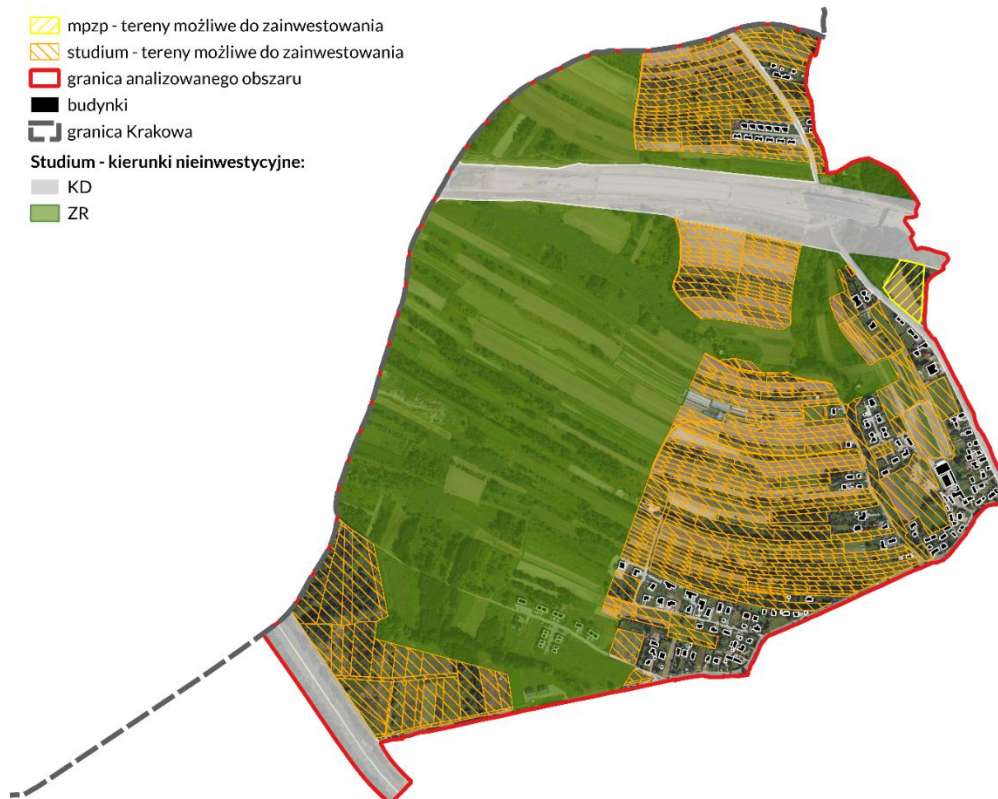 mpzp - tereny możliwe do zainwestowania
studium - tereny możliwe do zainwestowania
granica analizowanego obszaru
budynki
granica Krakowa
Studium - kierunki nieinwestycyjne:
KD
ZR